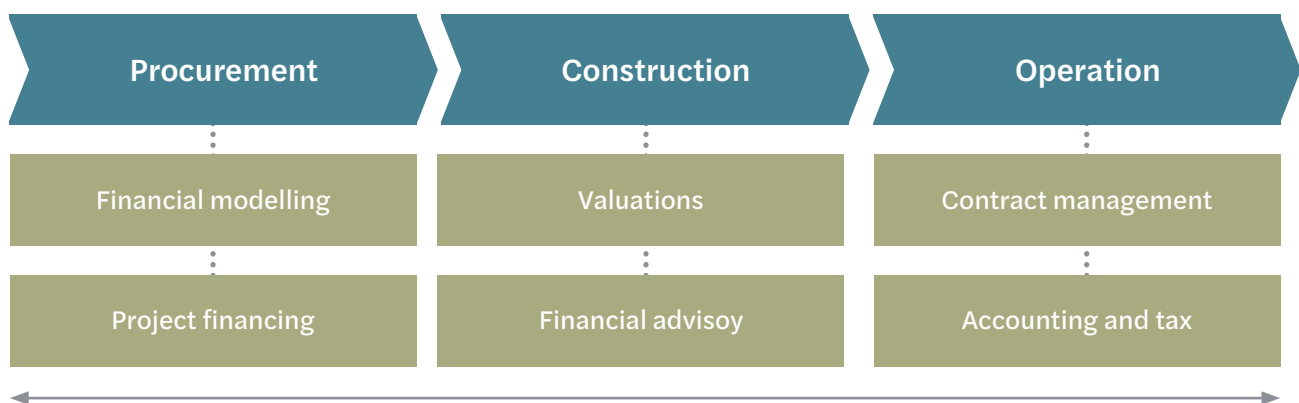 Procurement
Construction
Operation
Financial modelling
Valuations
Contract management
Project financing
Financial advisoy
Accounting and tax